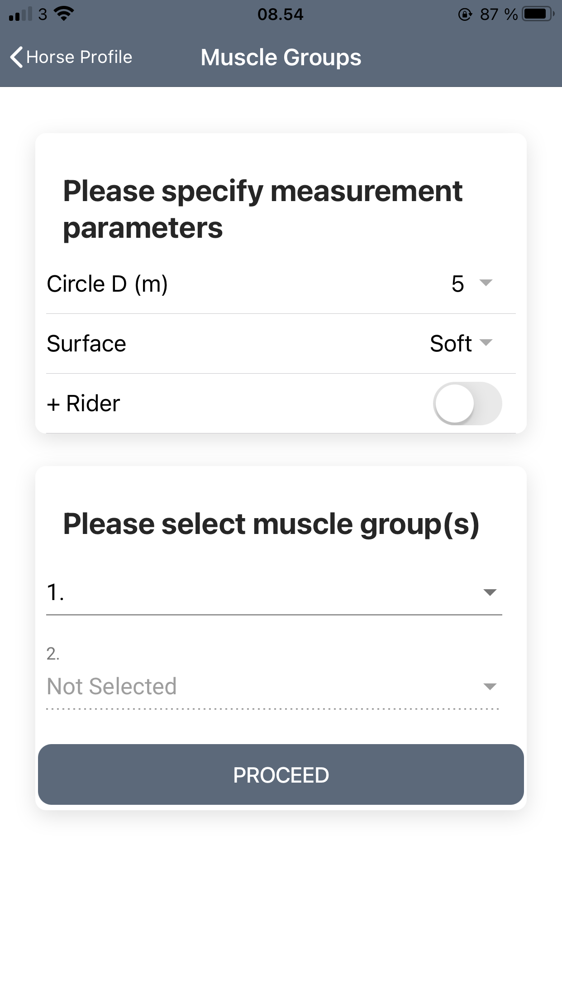 3 08.54 87 %
Horse Profile Muscle Groups
Please specify measurement
parameters
Circle D (m) 5
Surface Soft
+ Rider
Please select muscle group(s)
1.
2.
Not Selected
PROCEED